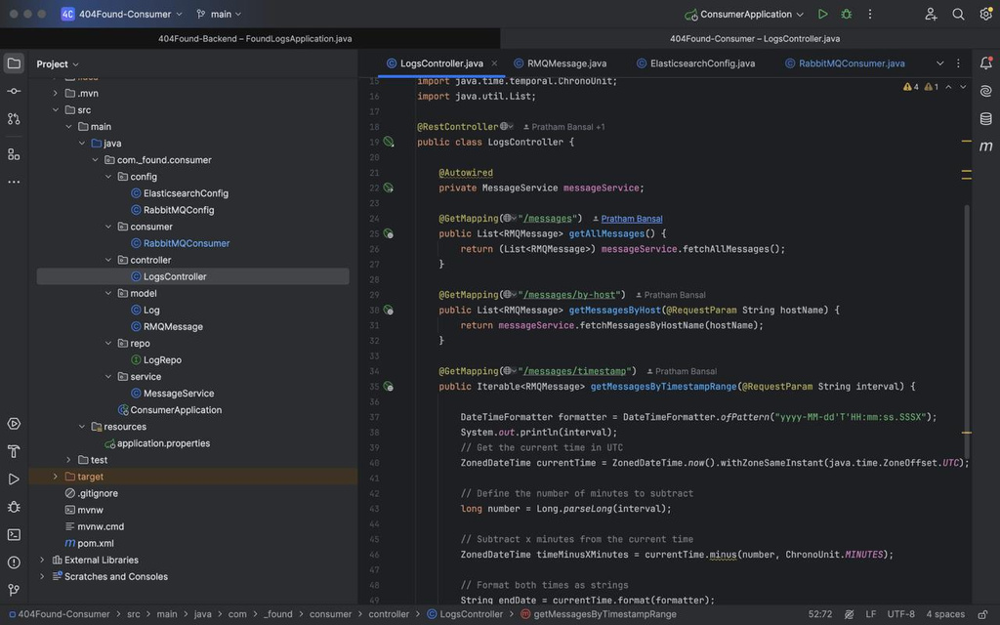 4C 404Found-Consumer main ConsumerApplication
404Found-Backend – FoundLogsApplication.java 404Found-Consumer – LogsController.java
Project
.mvn
src
main
java
com._found.consumer
config
ElasticsearchConfig
RabbitMQConfig
consumer
RabbitMQConsumer
controller
LogsController
model
Log
RMQMessage
repo
LogRepo
service
MessageService
ConsumerApplication
resources
application.properties
test
target
.gitignore
mvnw
mvnw.cmd
pom.xml
External Libraries
Scratches and Consoles
LogsController.java RMQMessage.java ElasticsearchConfig.java RabbitMQConsumer.java
4 1
15 import java.time.temporal.ChronoUnit;
16 import java.util.List;
17
18 @RestController Pratham Bansal +1
19 public class LogsController {
20
21 @Autowired
22 private MessageService messageService;
23
24 @GetMapping("/messages") Pratham Bansal
25 public List<RMQMessage> getAllMessages() {
26 return (List<RMQMessage>) messageService.fetchAllMessages();
27 }
28
29 @GetMapping("/messages/by-host") Pratham Bansal
30 public List<RMQMessage> getMessagesByHost(@RequestParam String hostName) {
31 return messageService.fetchMessagesByHostName(hostName);
32 }
33
34 @GetMapping("/messages/timestamp") Pratham Bansal
35 public Iterable<RMQMessage> getMessagesByTimestampRange(@RequestParam String interval) {
36
37 DateTimeFormatter formatter = DateTimeFormatter.ofPattern("yyyy-MM-dd'T'HH:mm:ss.SSSX");
38 System.out.println(interval);
39 // Get the current time in UTC
40 ZonedDateTime currentTime = ZonedDateTime.now().withZoneSameInstant(java.time.ZoneOffset.UTC);
41
42 // Define the number of minutes to subtract
43 long number = Long.parseLong(interval);
44
45 // Subtract x minutes from the current time
46 ZonedDateTime timeMinusXMinutes = currentTime.minus(number, ChronoUnit.MINUTES);
47
48 // Format both times as strings
49 String endDate = currentTime.format(formatter);
404Found-Consumer > src > main > java > com > _found > consumer > controller > LogsController > getMessagesByTimestampRange 52:72 LF UTF-8 4 spaces